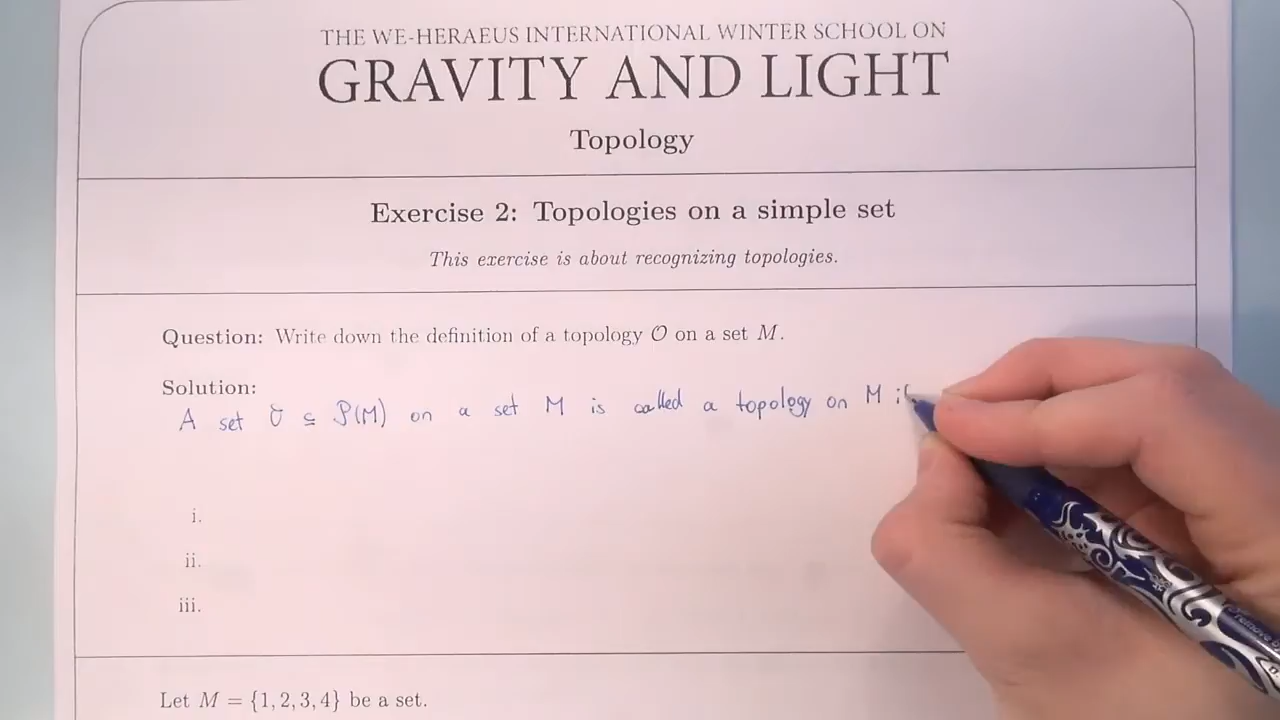 THE WE-HERAEUS INTERNATIONAL WINTER SCHOOL ON
GRAVITY AND LIGHT
Topology
Exercise 2: Topologies on a simple set
This exercise is about recognizing topologies.
Question: Write down the definition of a topology 𝒪 on a set M.
Solution:
A set 𝒪 ⊆ 𝒫(M) on a set M is called a topology on M if
i.
ii.
iii.
Let M = {1, 2, 3, 4} be a set.